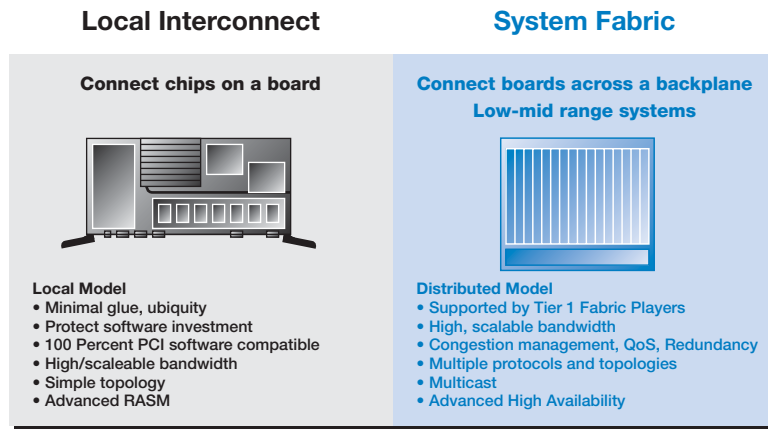 Local Interconnect
System Fabric
Connect chips on a board
Connect boards across a backplane
Low-mid range systems
Local Model
• Minimal glue, ubiquity
• Protect software investment
• 100 Percent PCI software compatible
• High/scaleable bandwidth
• Simple topology
• Advanced RASM
Distributed Model
• Supported by Tier 1 Fabric Players
• High, scalable bandwidth
• Congestion management, QoS, Redundancy
• Multiple protocols and topologies
• Multicast
• Advanced High Availability